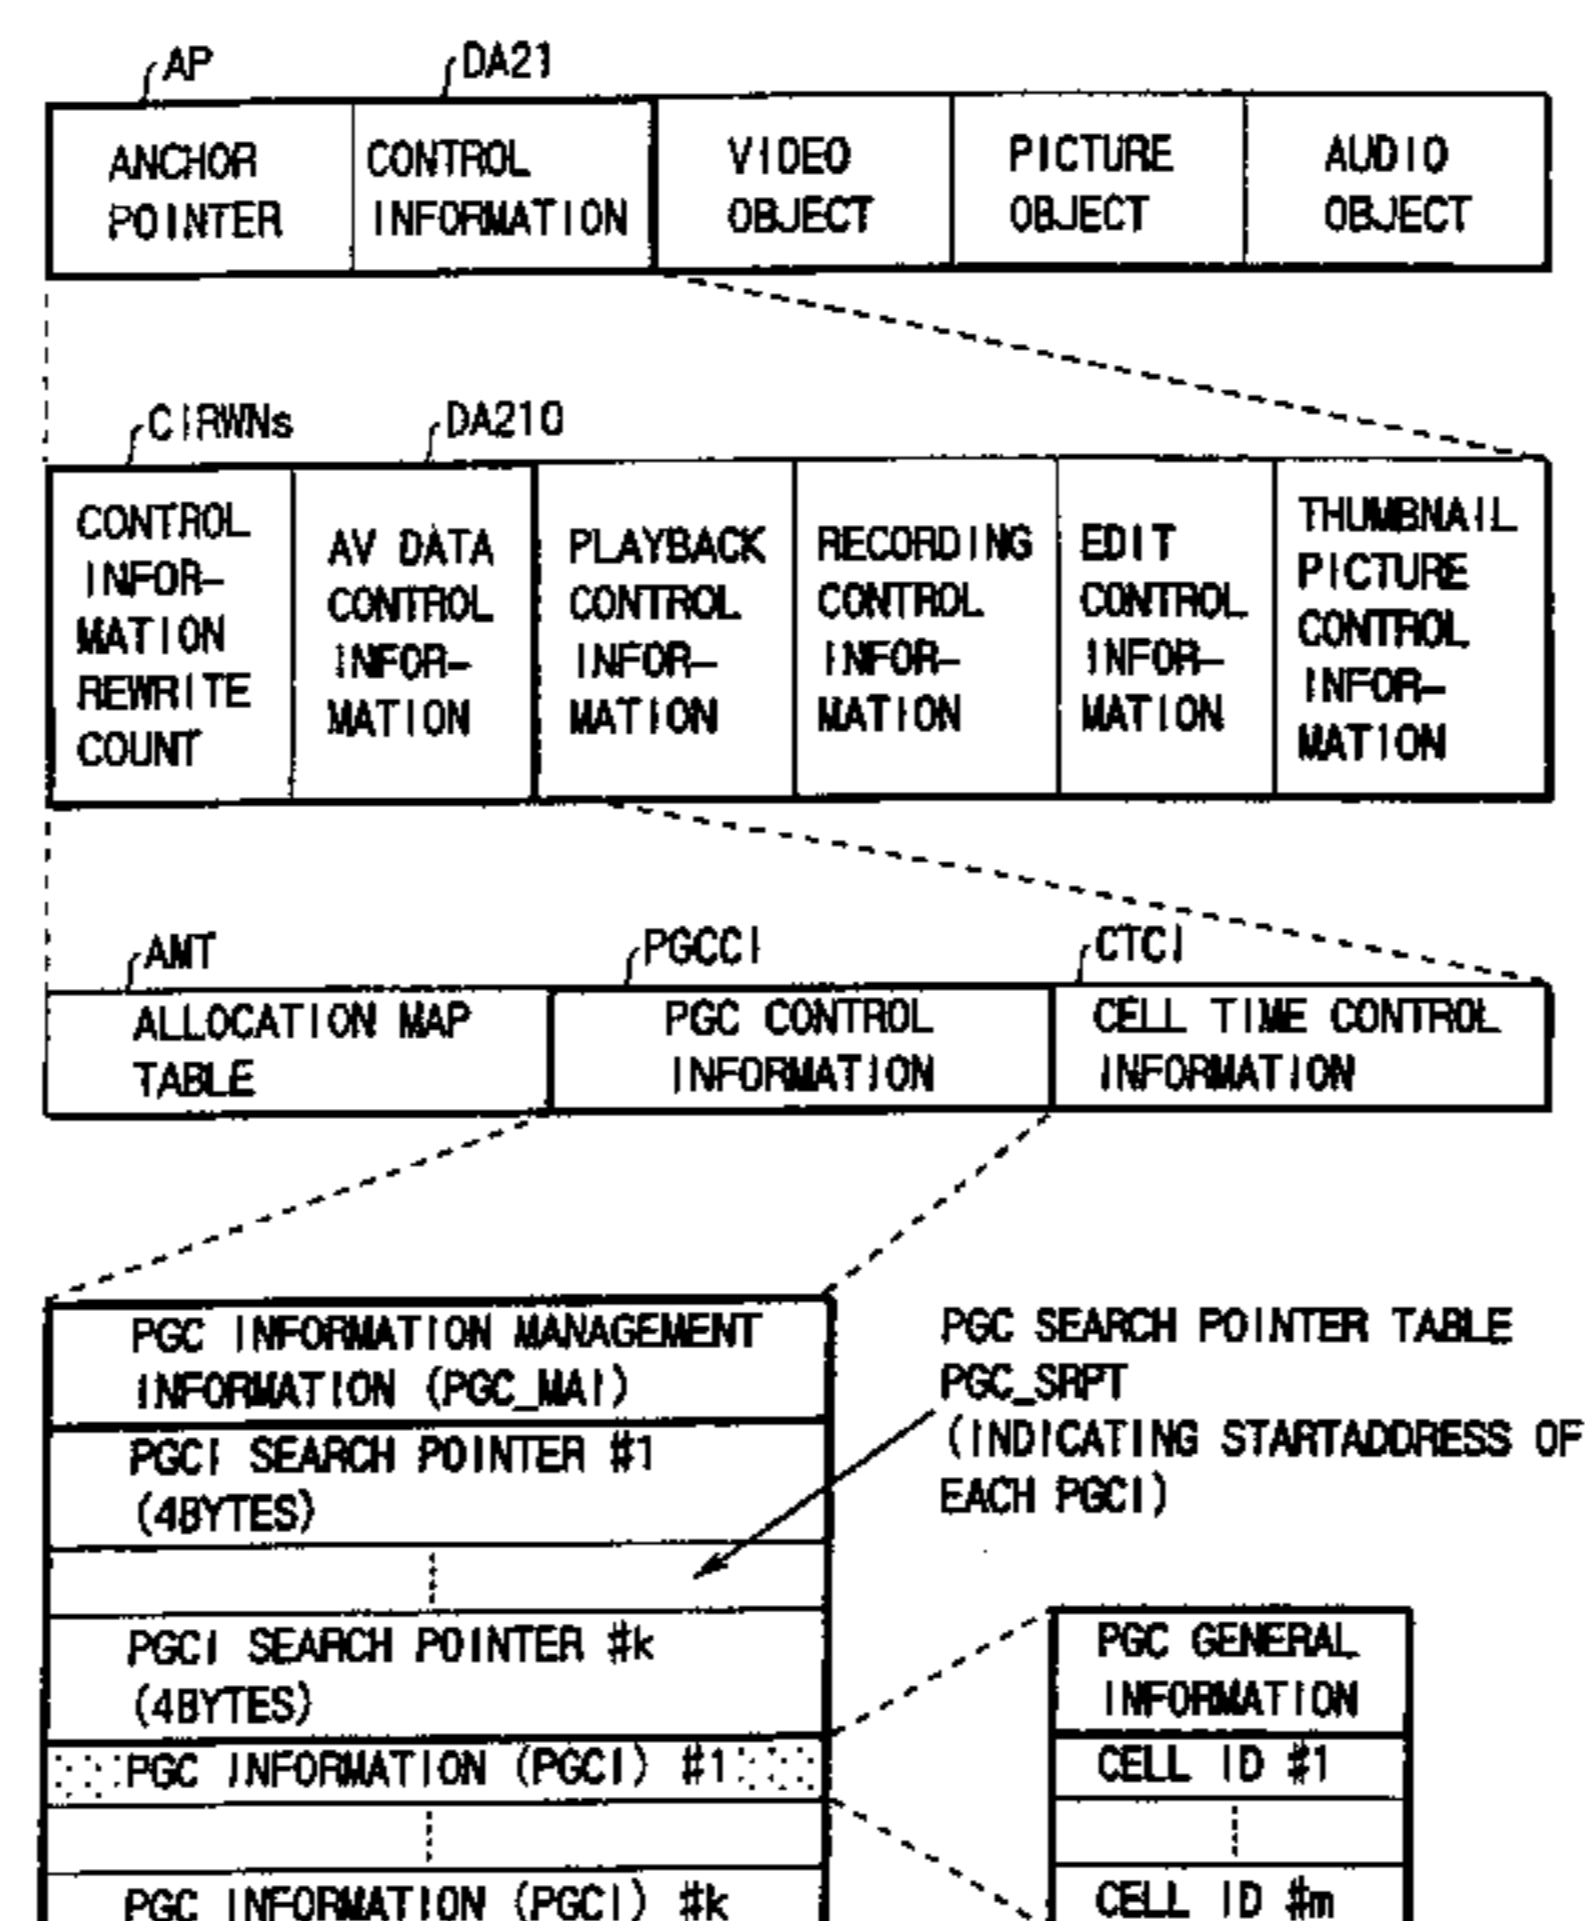 AP
DA21
ANCHOR
POINTER
CONTROL
INFORMATION
VIDEO
OBJECT
PICTURE
OBJECT
AUDIO
OBJECT
CIRWNs
DA210
CONTROL
INFOR-
MATION
REWRITE
COUNT
AV DATA
CONTROL
INFOR-
MATION
PLAYBACK
CONTROL
INFOR-
MATION
RECORDING
CONTROL
INFOR-
MATION
EDIT
CONTROL
INFOR-
MATION
THUMBNAIL
PICTURE
CONTROL
INFOR-
MATION
AMT
PGCCI
CTCI
ALLOCATION MAP
TABLE
PGC CONTROL
INFORMATION
CELL TIME CONTROL
INFORMATION
PGC INFORMATION MANAGEMENT
INFORMATION (PGC_MAI)
PGCI SEARCH POINTER #1
(4BYTES)
PGCI SEARCH POINTER #k
(4BYTES)
PGC INFORMATION (PGCI) #1
PGC INFORMATION (PGCI) #k
PGC SEARCH POINTER TABLE
PGC_SRPT
(INDICATING STARTADDRESS OF
EACH PGCI)
PGC GENERAL
INFORMATION
CELL ID #1
CELL ID #m